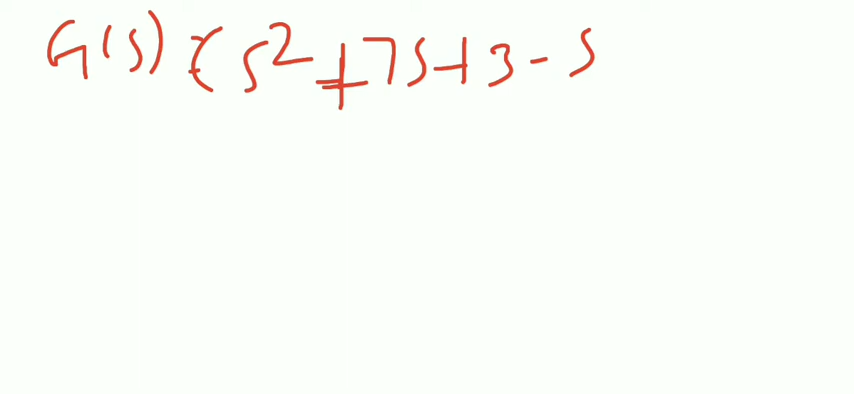 G(s) = (s² + 7s + 3 - s